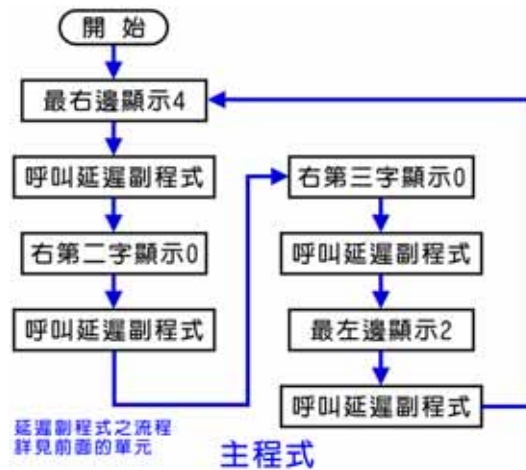 開 始
最右邊顯示4
呼叫延遲副程式
右第二字顯示0
呼叫延遲副程式
右第三字顯示0
呼叫延遲副程式
最左邊顯示2
呼叫延遲副程式
延遲副程式之流程
詳見前面的單元
主程式